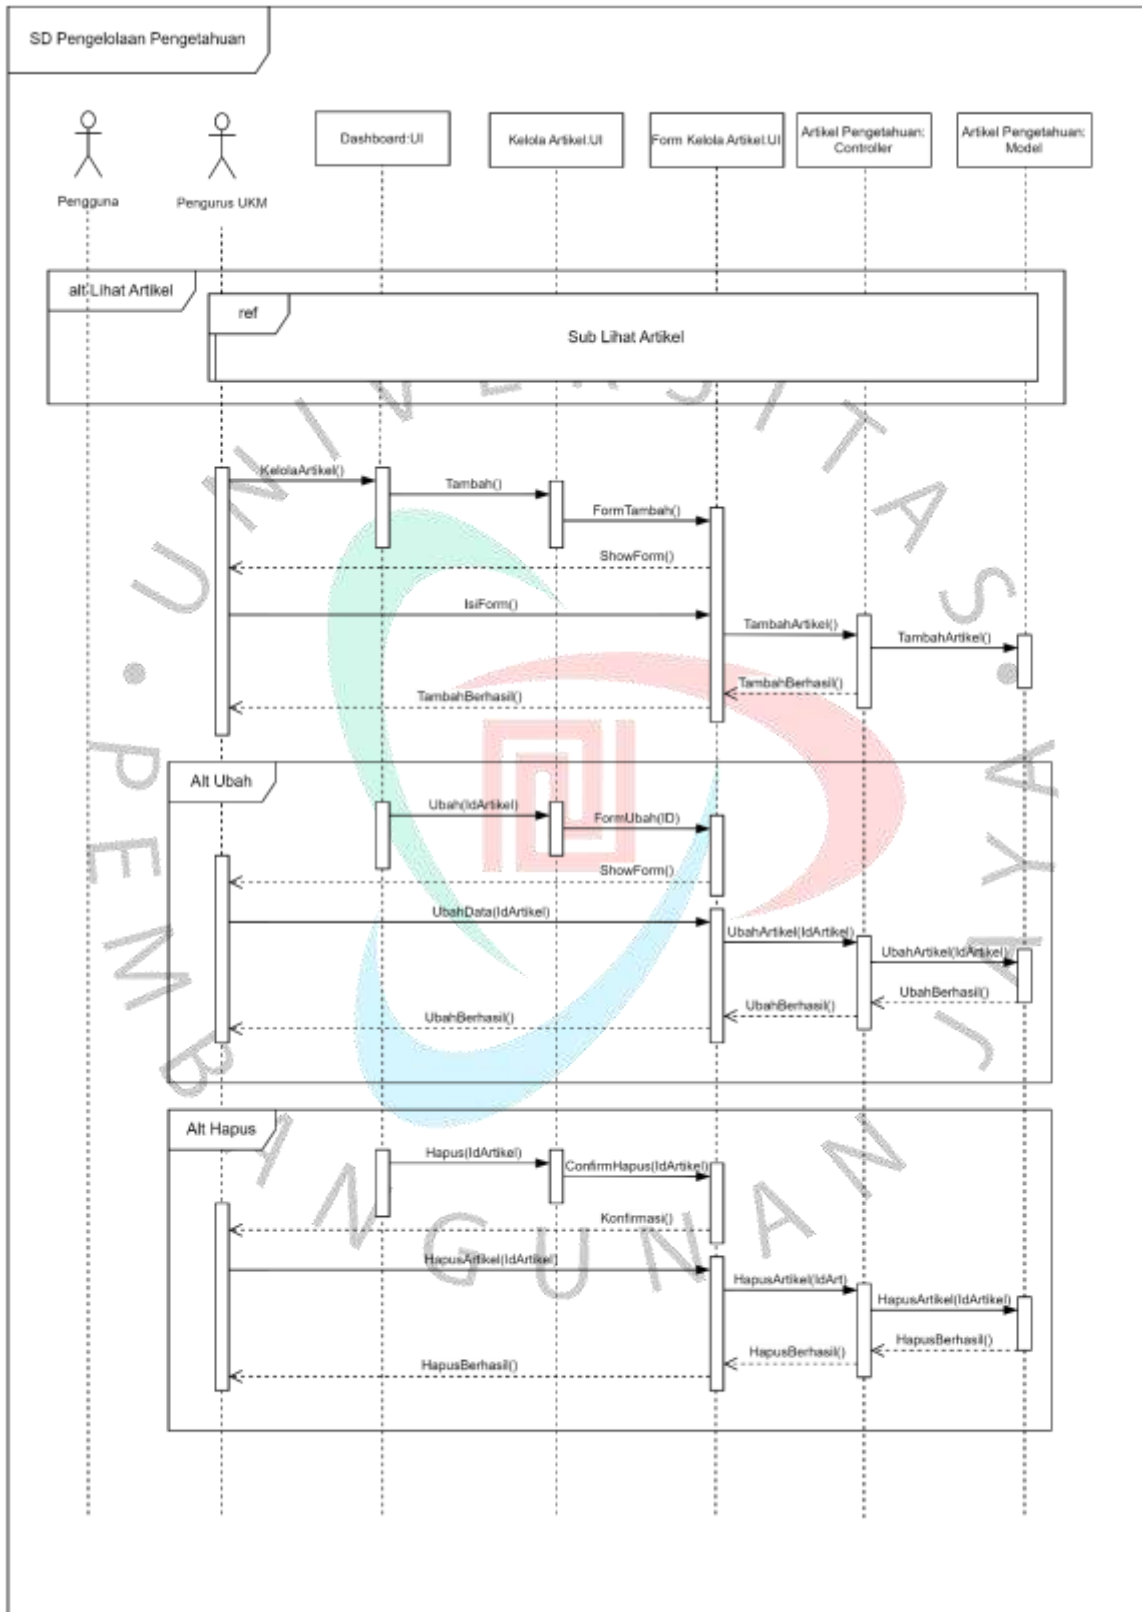 SD Pengelolaan Pengetahuan
Pengguna
Pengurus UKM
Dashboard:UI
Kelola Artikel:UI
Form Kelola Artikel:UI
Artikel Pengetahuan:
Controller
Artikel Pengetahuan:
Model
alt Lihat Artikel
ref
Sub Lihat Artikel
KelolaArtikel()
Tambah()
FormTambah()
ShowForm()
IsiForm()
TambahArtikel()
TambahArtikel()
TambahBerhasil()
TambahBerhasil()
Alt Ubah
Ubah(IdArtikel)
FormUbah(ID)
ShowForm()
UbahData(IdArtikel)
UbahArtikel(IdArtikel)
UbahArtikel(IdArtikel)
UbahBerhasil()
UbahBerhasil()
UbahBerhasil()
Alt Hapus
Hapus(IdArtikel)
ConfirmHapus(IdArtikel)
Konfirmasi()
HapusArtikel(IdArtikel)
HapusArtikel(IdArt)
HapusArtikel(IdArtikel)
HapusBerhasil()
HapusBerhasil()
HapusBerhasil()
UNIVERSITAS
PEMBANGUNAN
JAYA